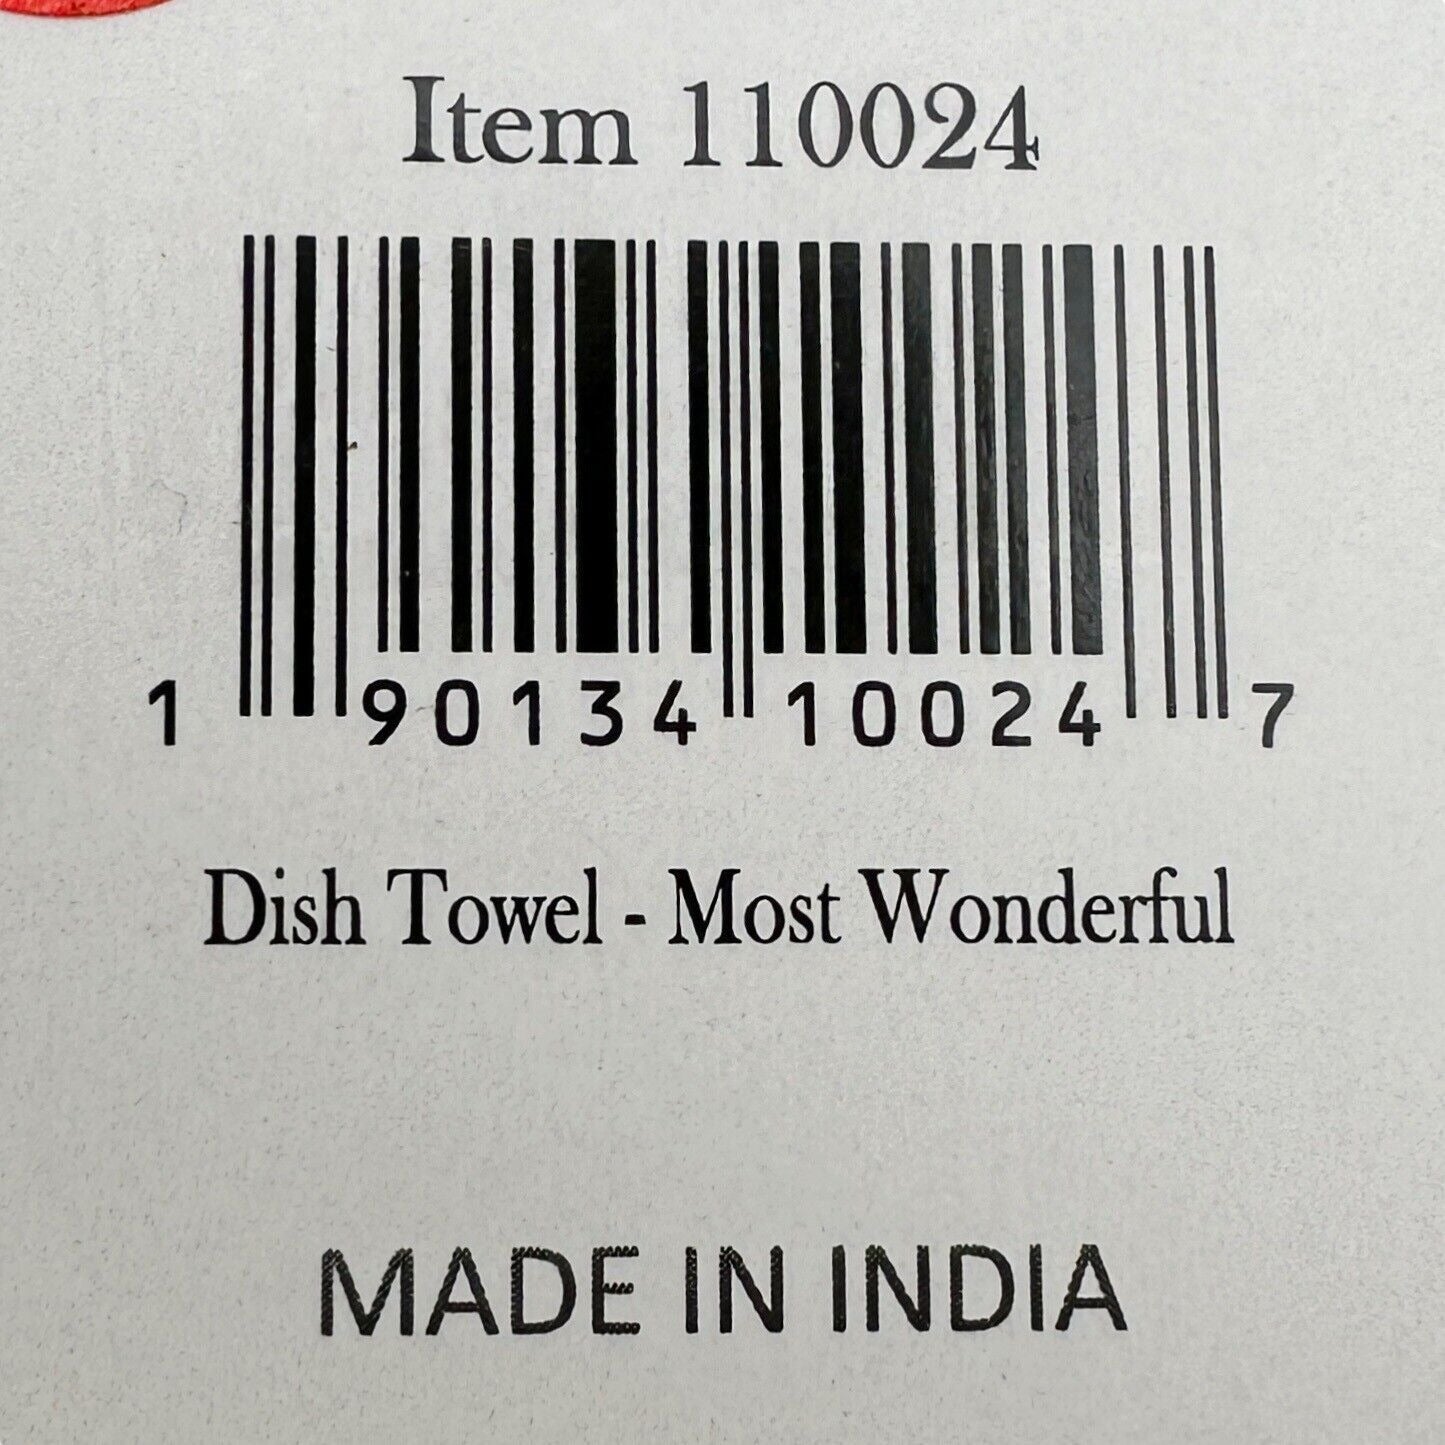 Item 110024
1 90134 10024 7
Dish Towel - Most Wonderful
MADE IN INDIA